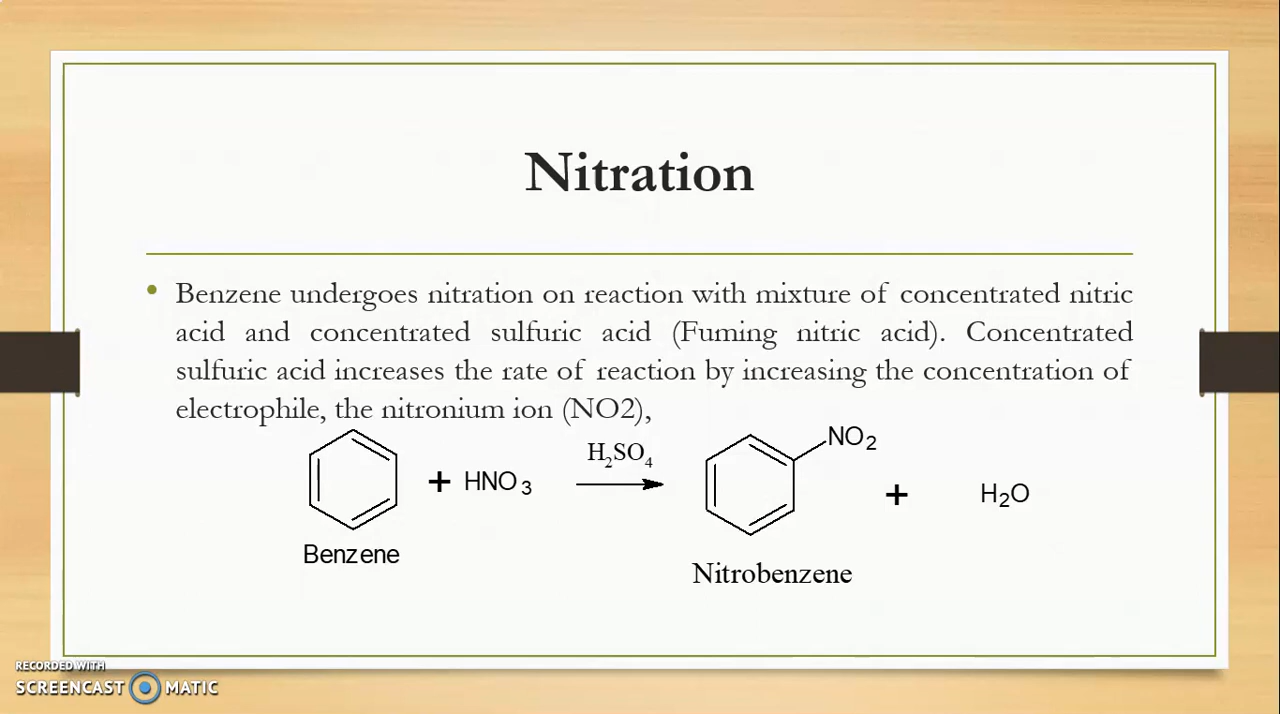 Nitration
• Benzene undergoes nitration on reaction with mixture of concentrated nitric
acid and concentrated sulfuric acid (Fuming nitric acid). Concentrated
sulfuric acid increases the rate of reaction by increasing the concentration of
electrophile, the nitronium ion (NO2),
+ HNO3 H2SO4 NO2 + H2O
Benzene
Nitrobenzene
RECORDED WITH
SCREENCAST MATIC